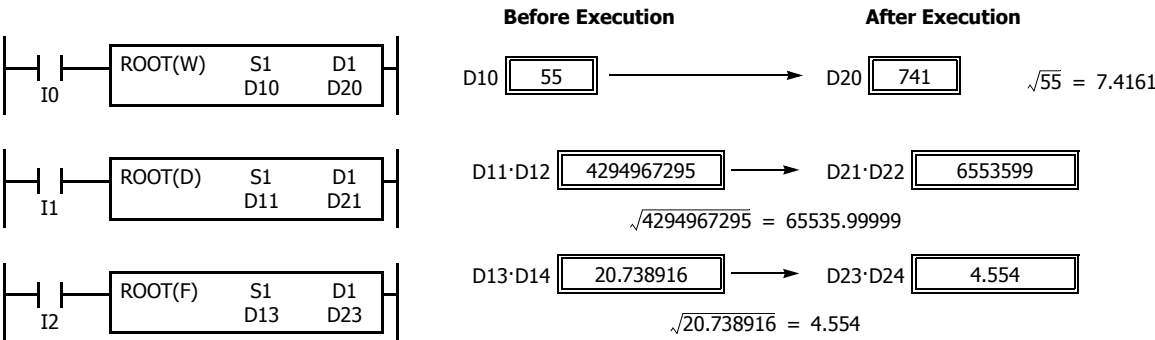 Before Execution After Execution
ROOT(W) S1 D1
D10 D20
I0
D10 55 D20 741 √55 = 7.4161
ROOT(D) S1 D1
D11 D21
I1
D11·D12 4294967295 D21·D22 6553599
√4294967295 = 65535.99999
ROOT(F) S1 D1
D13 D23
I2
D13·D14 20.738916 D23·D24 4.554
√20.738916 = 4.554